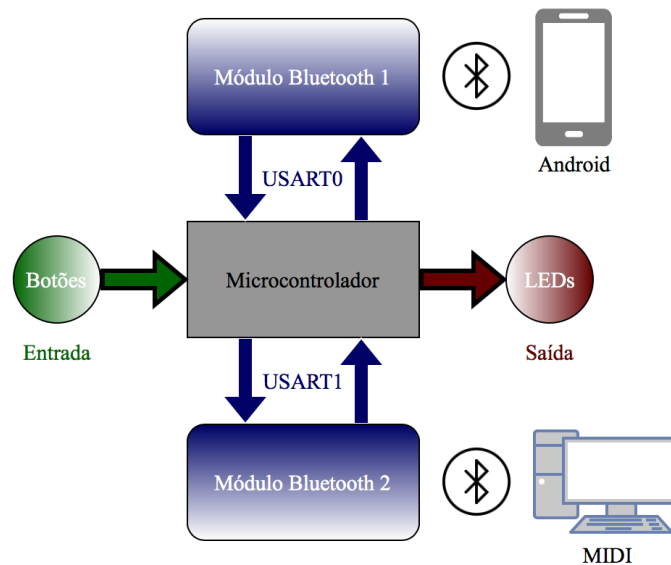 Módulo Bluetooth 1
Android
USART0
Botões
Microcontrolador
LEDs
Entrada
Saída
USART1
Módulo Bluetooth 2
MIDI